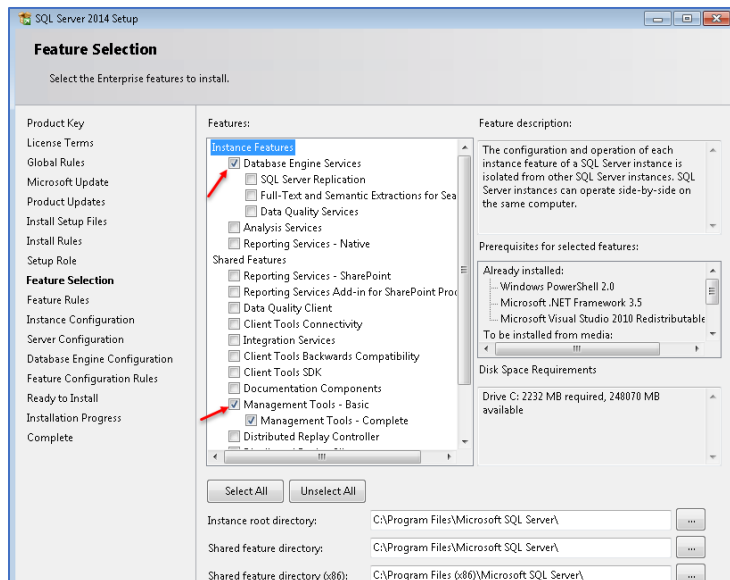 SQL Server 2014 Setup
Feature Selection
Select the Enterprise features to install.
Product Key
License Terms
Global Rules
Microsoft Update
Product Updates
Install Setup Files
Install Rules
Setup Role
Feature Selection
Feature Rules
Instance Configuration
Server Configuration
Database Engine Configuration
Feature Configuration Rules
Ready to Install
Installation Progress
Complete
Features:
Instance Features
Database Engine Services
SQL Server Replication
Full-Text and Semantic Extractions for Sea
Data Quality Services
Analysis Services
Reporting Services - Native
Shared Features
Reporting Services - SharePoint
Reporting Services Add-in for SharePoint Proc
Data Quality Client
Client Tools Connectivity
Integration Services
Client Tools Backwards Compatibility
Client Tools SDK
Documentation Components
Management Tools - Basic
Management Tools - Complete
Distributed Replay Controller
Feature description:
The configuration and operation of each
instance feature of a SQL Server instance is
isolated from other SQL Server instances. SQL
Server instances can operate side-by-side on
the same computer.
Prerequisites for selected features:
Already installed:
Windows PowerShell 2.0
Microsoft .NET Framework 3.5
Microsoft Visual Studio 2010 Redistributable
To be installed from media:
Disk Space Requirements
Drive C: 2232 MB required, 248070 MB
available
Select All
Unselect All
Instance root directory:
C:\Program Files\Microsoft SQL Server\
...
Shared feature directory:
C:\Program Files\Microsoft SQL Server\
...
Shared feature directory (x86):
C:\Program Files (x86)\Microsoft SQL Server\
...